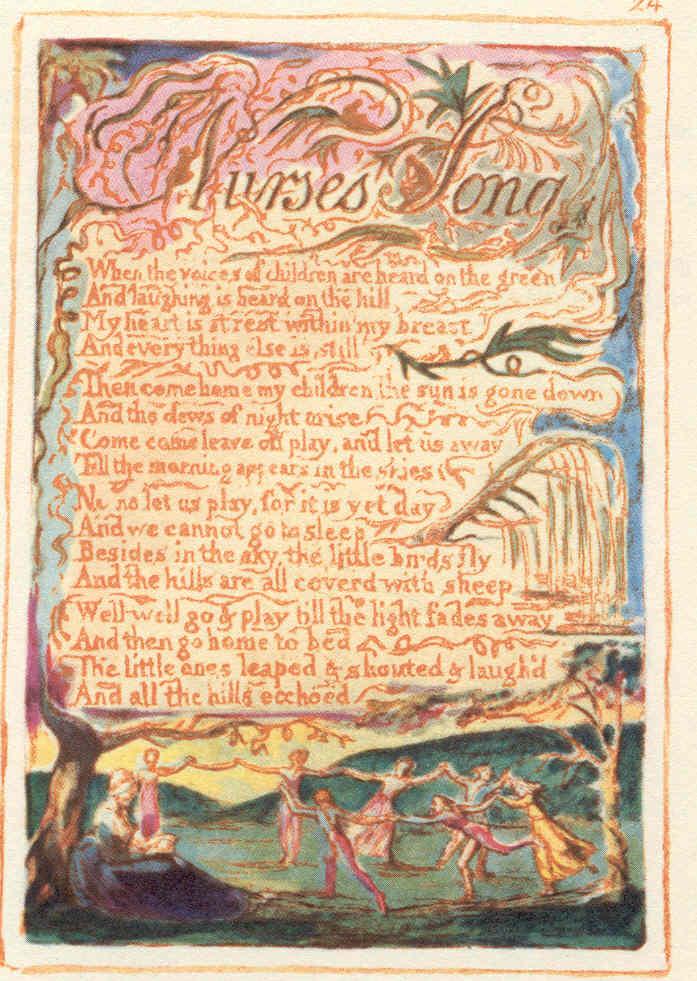 24
Nurses Song
When the voices of children are heard on the green
And laughing is heard on the hill
My heart is at rest within my breast
And every thing else is still
Then come home my children the sun is gone down
And the dews of night arise
Come come leave off play, and let us away
Till the morning appears in the skies
No no let us play, for it is yet day
And we cannot go to sleep
Besides in the sky, the little birds fly
And the hills are all coverd with sheep
Well well go & play till the light fades away
And then go home to bed
The little ones leaped & shouted & laugh'd
And all the hills ecchoed